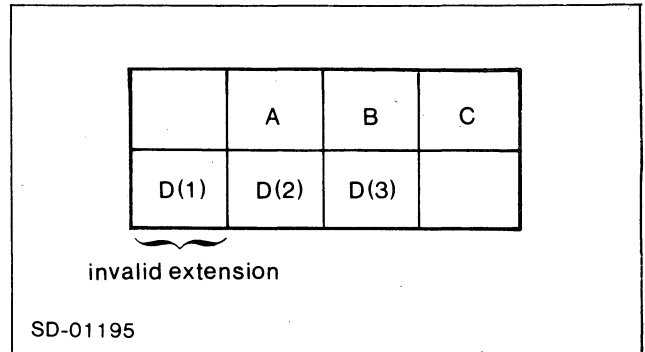 A B C
D(1) D(2) D(3)
invalid extension
SD-01195